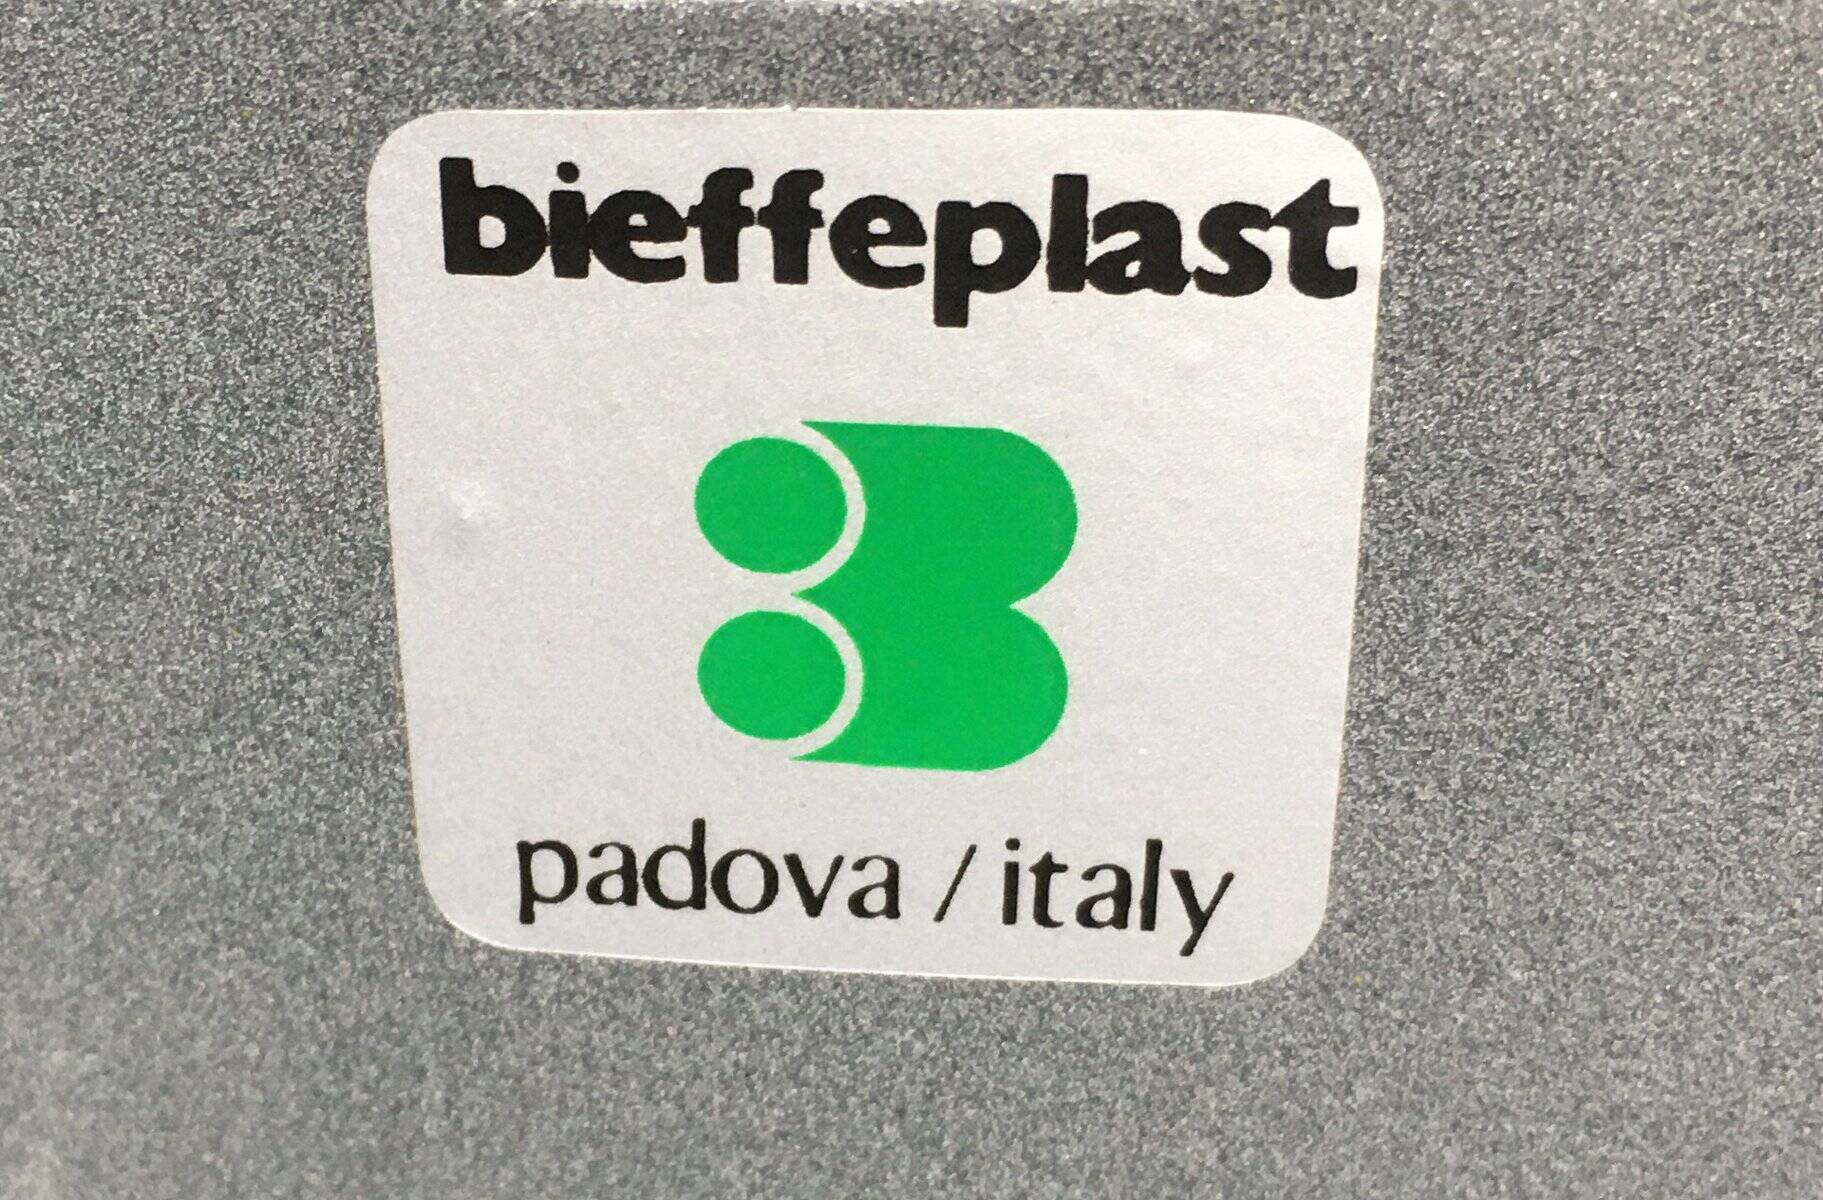 bieffeplast
padova / italy